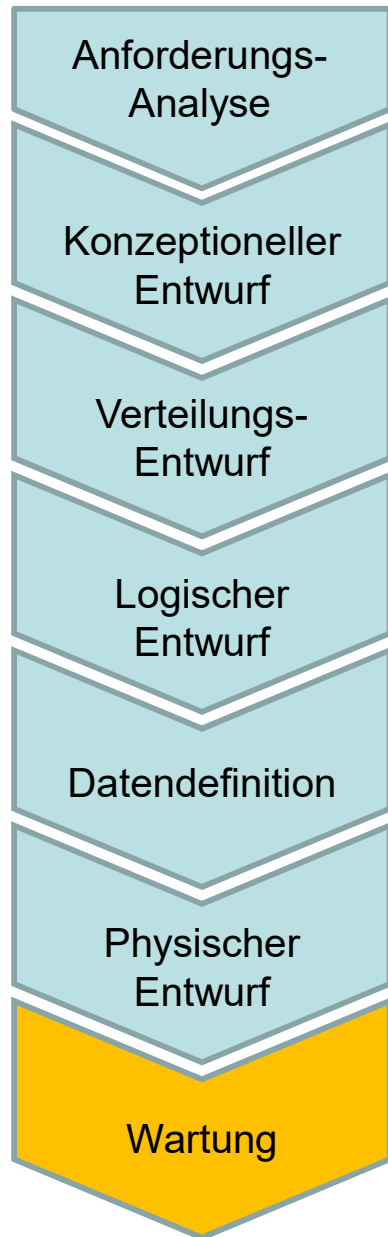 Anforderungs-
Analyse
Konzeptioneller
Entwurf
Verteilungs-
Entwurf
Logischer
Entwurf
Datendefinition
Physischer
Entwurf
Wartung